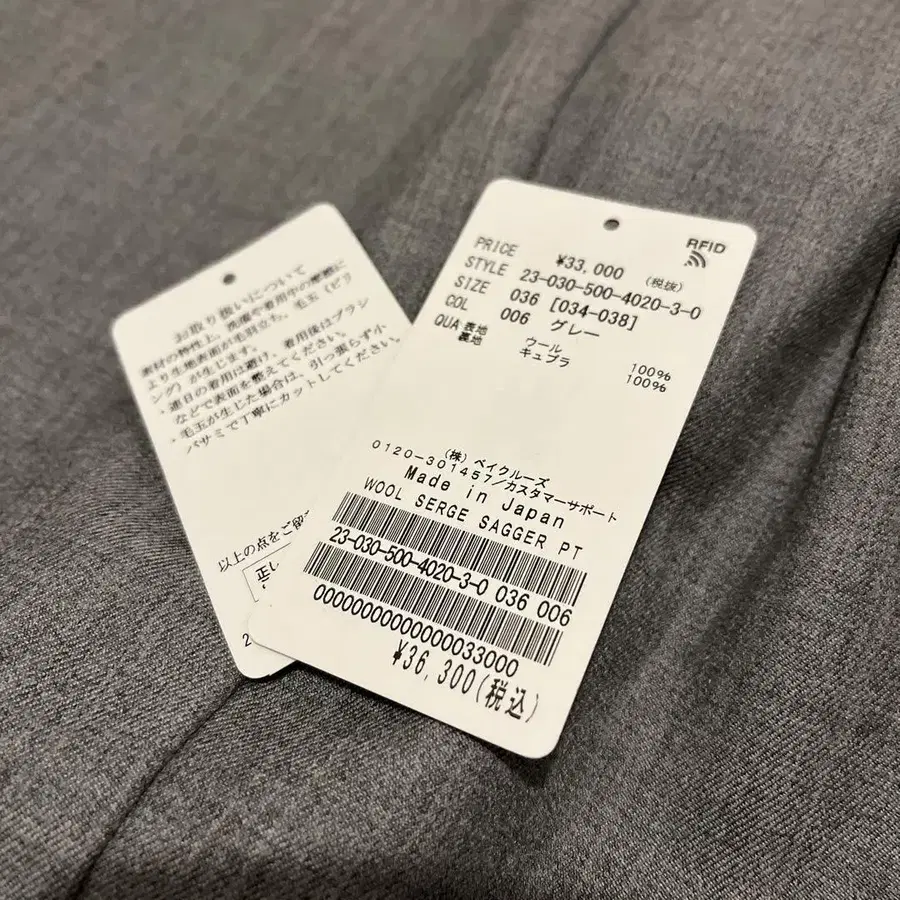 お取り扱いについて
素材の特性上、洗濯や着用中の摩擦に
より生地表面が毛羽立ち、毛玉（ピリ
ング）が生じます。
・連日の着用は避け、着用後はブラシ
などで表面を整えてください。
・毛玉が生じた場合は、引っ張らず小
バサミで丁寧にカットしてください。
以上の点をご留
正し
2
RFID
PRICE ¥33,000 (税抜)
STYLE 23-030-500-4020-3-0
SIZE 036 [034-038]
COL 006 グレー
QUA 表地 ウール 100%
裏地 キュプラ 100%
(株) ベイクルーズ
0120-301457/カスタマーサポート
Made in Japan
WOOL SERGE SAGGER PT
23-030-500-4020-3-0 036 006
0000000000000033000
¥36,300(税込)